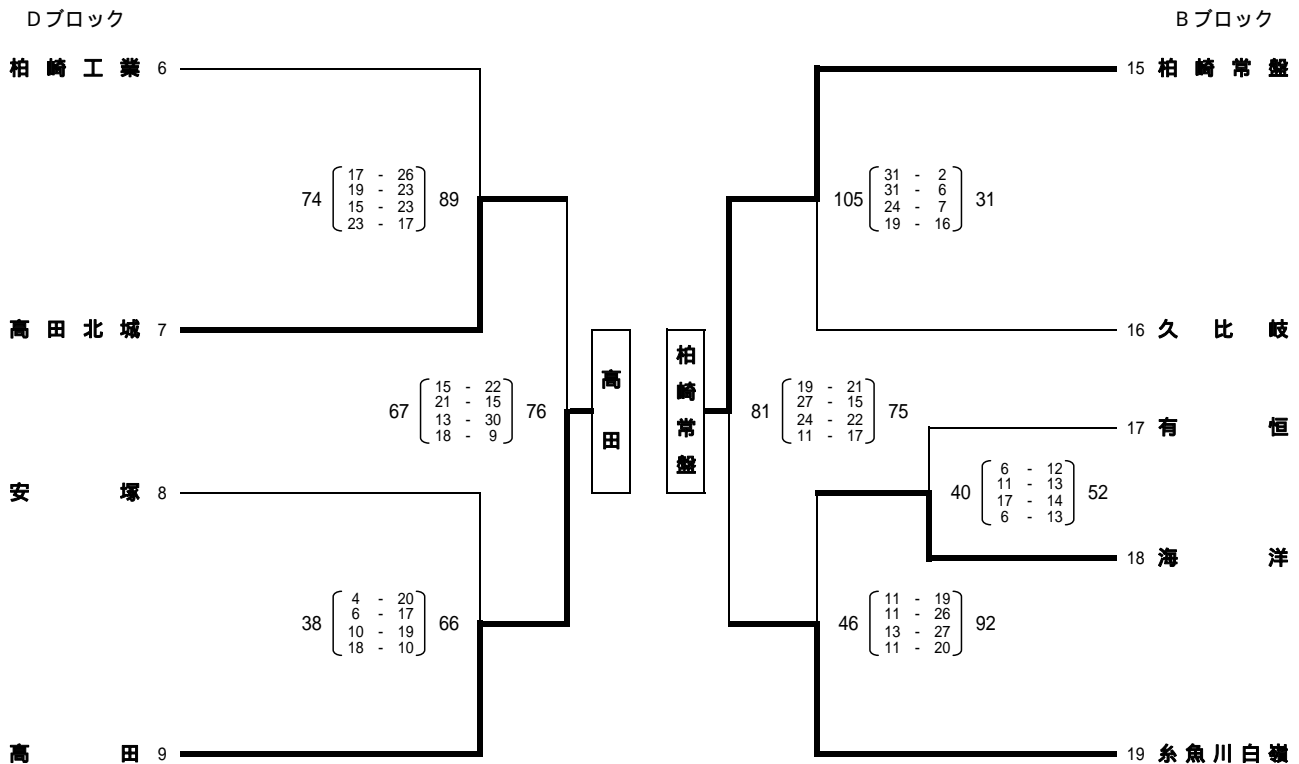 Dブロック
柏崎工業 6
74 89
17 - 26
19 - 23
15 - 23
23 - 17
高田北城 7
67 76
15 - 22
21 - 15
13 - 30
18 - 9
高田
安塚 8
38 66
4 - 20
6 - 17
10 - 19
18 - 10
高田 9
Bブロック
15 柏崎常盤
105 31
31 - 2
31 - 6
24 - 7
19 - 16
16 久比岐
柏崎常盤
81 75
19 - 21
27 - 15
24 - 22
11 - 17
17 有恒
40 52
6 - 12
11 - 13
17 - 14
6 - 13
18 海洋
46 92
11 - 19
11 - 26
13 - 27
11 - 20
19 糸魚川白嶺